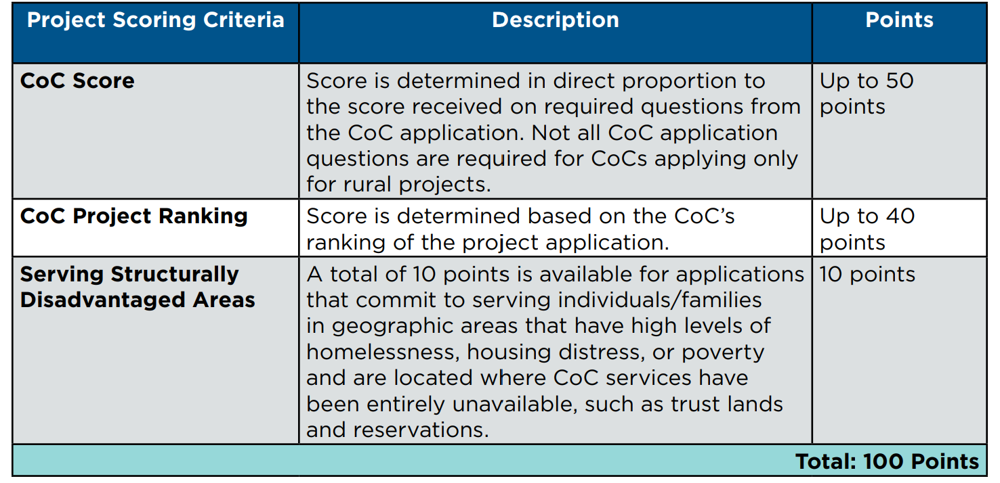 Project Scoring Criteria
Description
Points
CoC Score
Score is determined in direct proportion to
the score received on required questions from
the CoC application. Not all CoC application
questions are required for CoCs applying only
for rural projects.
Up to 50
points
CoC Project Ranking
Score is determined based on the CoC’s
ranking of the project application.
Up to 40
points
Serving Structurally
Disadvantaged Areas
A total of 10 points is available for applications
that commit to serving individuals/families
in geographic areas that have high levels of
homelessness, housing distress, or poverty
and are located where CoC services have
been entirely unavailable, such as trust lands
and reservations.
10 points
Total: 100 Points